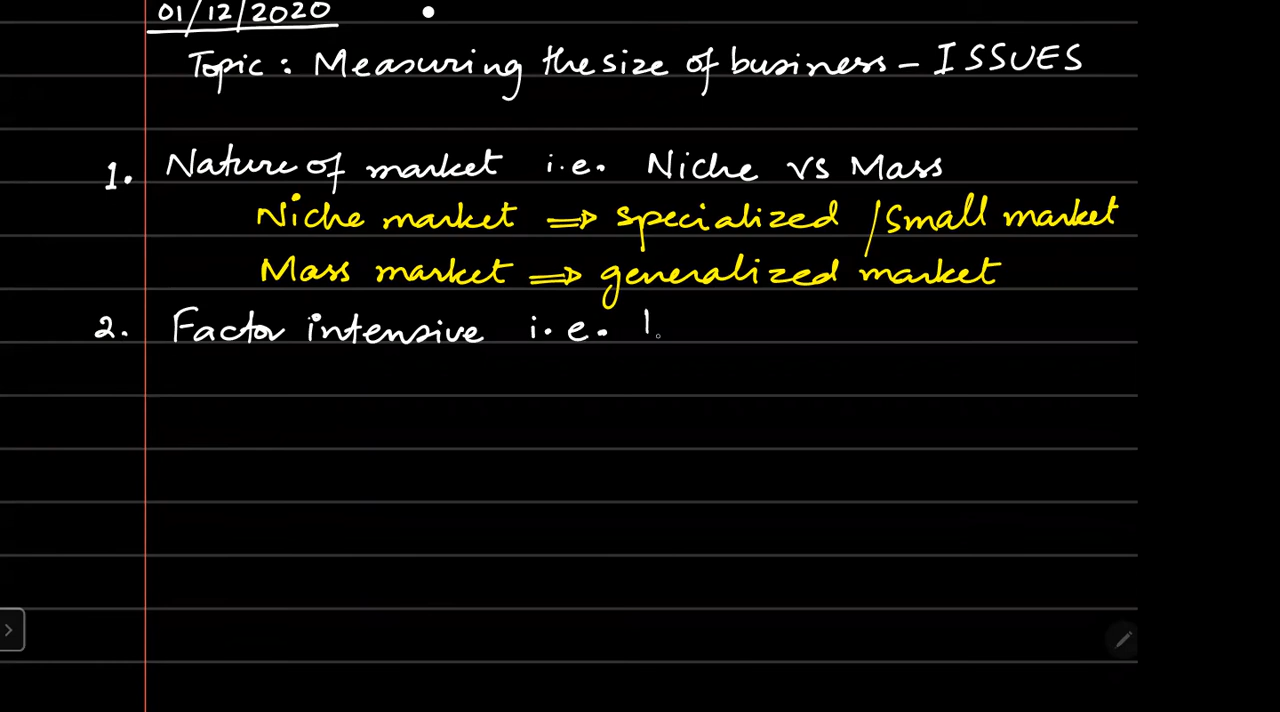 01/12/2020
Topic: Measuring the size of business - ISSUES
1. Nature of market i.e. Niche vs Mass
Niche market ⇒ specialized / Small market
Mass market ⇒ generalized market
2. Factor intensive i.e.